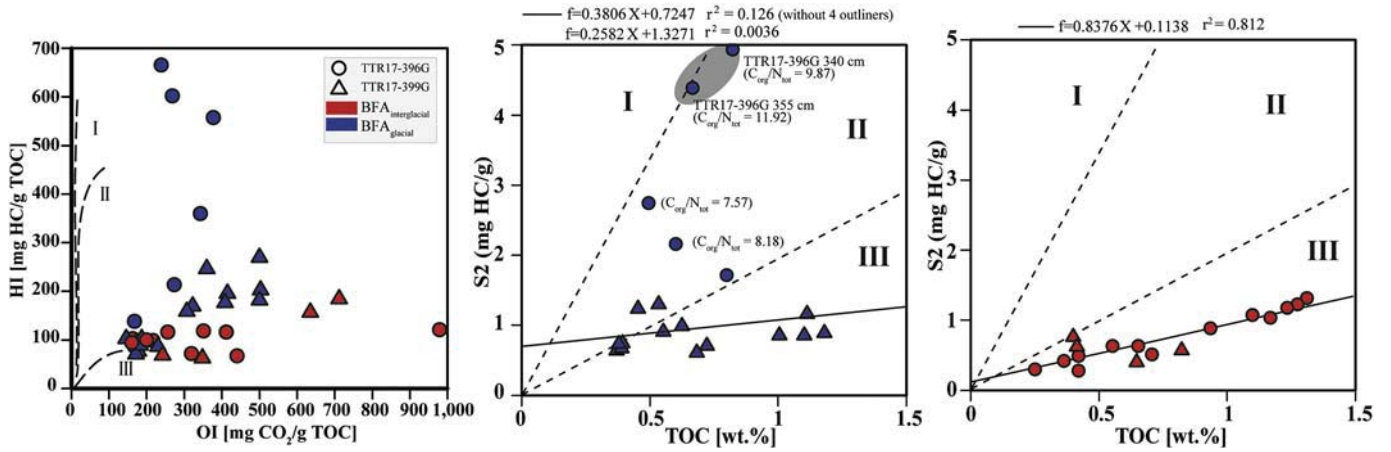 700
600
500
400
300
200
100
0
HI [mg HC/g TOC]
I
II
III
TTR17-396G
TTR17-399G
BFAinterglacial
BFAglacial
0 100 200 300 400 500 600 700 800 900 1,000
OI [mg CO2/g TOC]
f=0.3806 X+0.7247 r2 = 0.126 (without 4 outliners)
f=0.2582 X+1.3271 r2 = 0.0036
5
4
3
2
1
0
S2 (mg HC/g)
TTR17-396G 340 cm
(Corg/Ntot = 9.87)
TTR17-396G 355 cm
(Corg/Ntot = 11.92)
I
II
(Corg/Ntot = 7.57)
(Corg/Ntot = 8.18)
III
0 0.5 1 1.5
TOC [wt.%]
f=0.8376 X+0.1138 r2 = 0.812
5
4
3
2
1
0
S2 (mg HC/g)
I
II
III
0 0.5 1 1.5
TOC [wt.%]